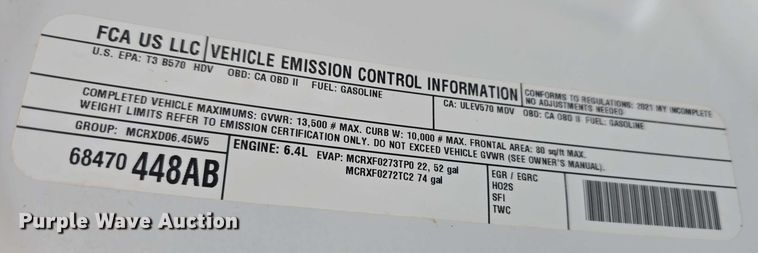 FCA US LLC VEHICLE EMISSION CONTROL INFORMATION CONFORMS TO REGULATIONS: 2021 MY INCOMPLETE
NO ADJUSTMENTS NEEDED
U.S. EPA: T3 B570 HDV OBD: CA OBD II FUEL: GASOLINE CA: ULEV570 MDV OBD: CA OBD II FUEL: GASOLINE
COMPLETED VEHICLE MAXIMUMS: GVWR: 13,500 # MAX. CURB W: 10,000 # MAX. FRONTAL AREA: 80 sq/ft MAX.
WEIGHT LIMITS REFER TO EMISSION CERTIFICATION ONLY. DO NOT EXCEED VEHICLE GVWR (SEE OWNER'S MANUAL).
GROUP: MCRXD06.45W5
68470 448AB
ENGINE: 6.4L EVAP: MCRXF0273TP0 22, 52 gal
MCRXF0272TC2 74 gal
EGR / EGRC
HO2S
SFI
TWC
Purple Wave Auction